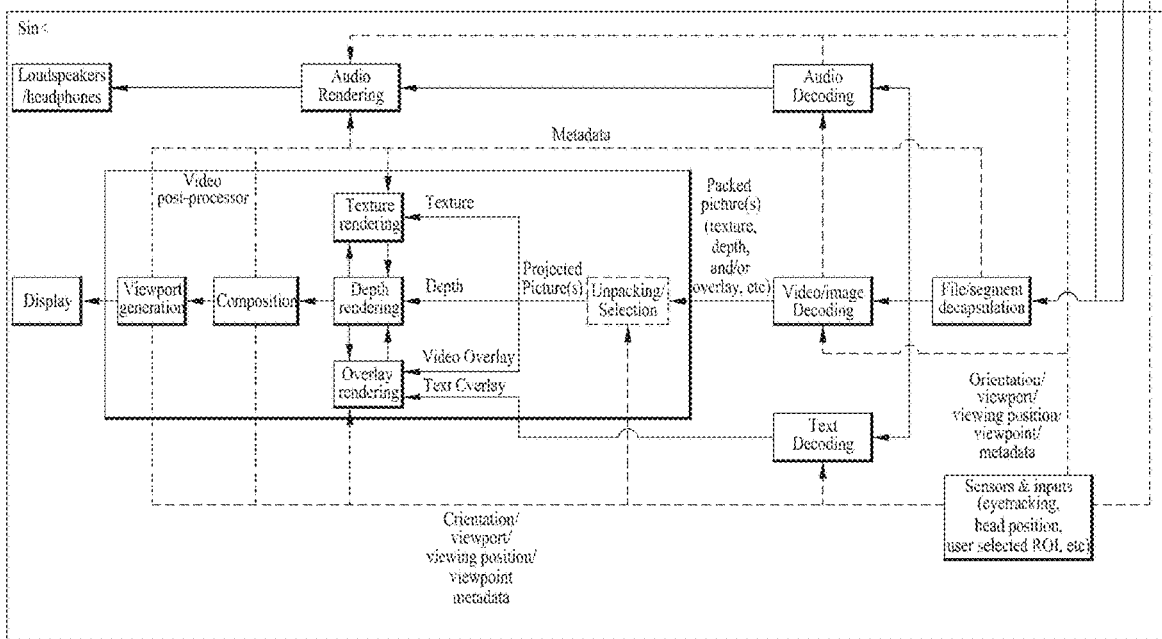 Sin<
Loudspeakers
/headphones
Audio
Rendering
Audio
Decoding
Metadata
Video
post-processor
Texture
rendering
Texture
Packed
picture(s)
(texture,
depth,
and/or
overlay, etc)
Display
Viewport
generation
Composition
Depth
rendering
Depth
Projected
Picture(s)
Unpacking/
Selection
Video/image
Decoding
File/segment
decapsulation
Overlay
rendering
Video Overlay
Text Overlay
Text
Decoding
Orientation/
viewport/
viewing position/
viewpoint/
metadata
Sensors & inputs
(eyetracking,
head position,
user selected ROI, etc)
Orientation/
viewport/
viewing position/
viewpoint
metadata